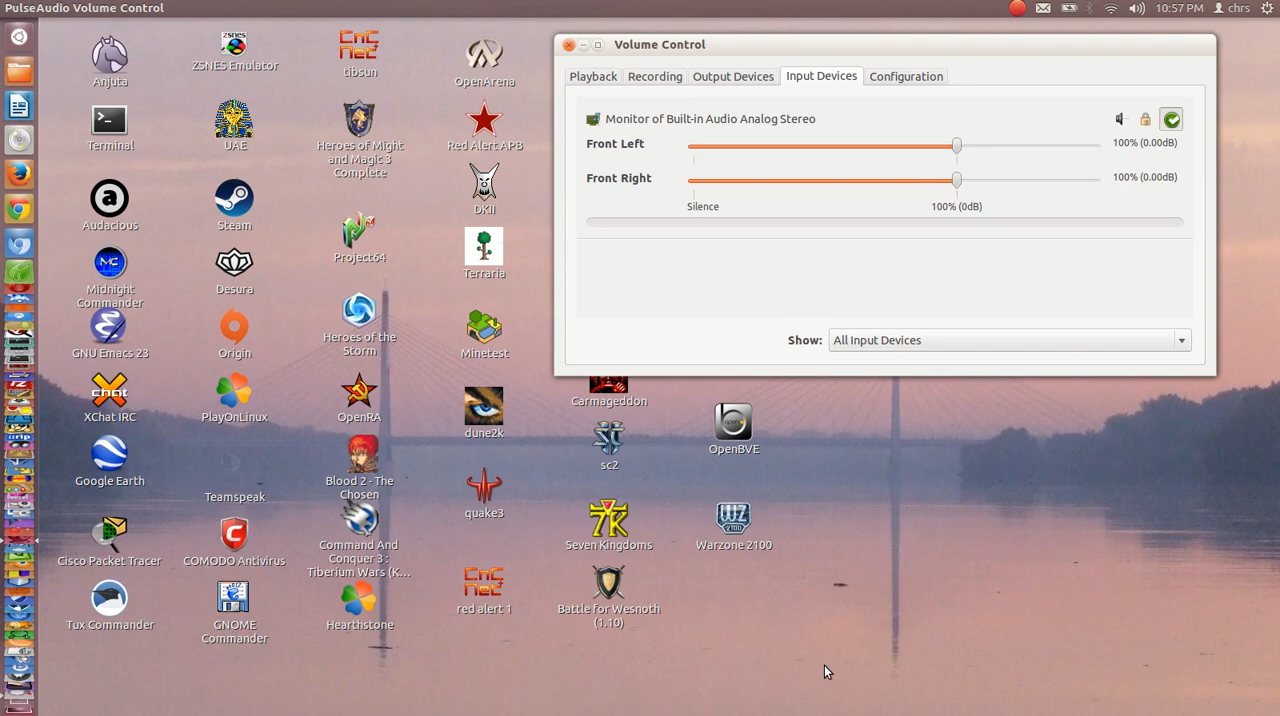 PulseAudio Volume Control
10:57 PM
chrs
Volume Control
Playback
Recording
Output Devices
Input Devices
Configuration
Monitor of Built-in Audio Analog Stereo
Front Left
100% (0.00dB)
Front Right
100% (0.00dB)
Silence
100% (0dB)
Show:
All Input Devices
Anjuta
Terminal
Audacious
Midnight
Commander
GNU Emacs 23
XChat IRC
Google Earth
Cisco Packet Tracer
Tux Commander
ZSNES Emulator
UAE
Steam
Desura
Origin
PlayOnLinux
Teamspeak
COMODO Antivirus
GNOME
Commander
tibsun
Heroes of Might
and Magic 3
Complete
Project64
Heroes of the
Storm
OpenRA
Blood 2 - The
Chosen
Command And
Conquer 3 :
Tiberium Wars (K...
Hearthstone
OpenArena
Red Alert APB
DKII
Terraria
Minetest
dune2k
quake3
red alert 1
Carmageddon
sc2
Seven Kingdoms
Battle for Wesnoth
(1.10)
OpenBVE
Warzone 2100